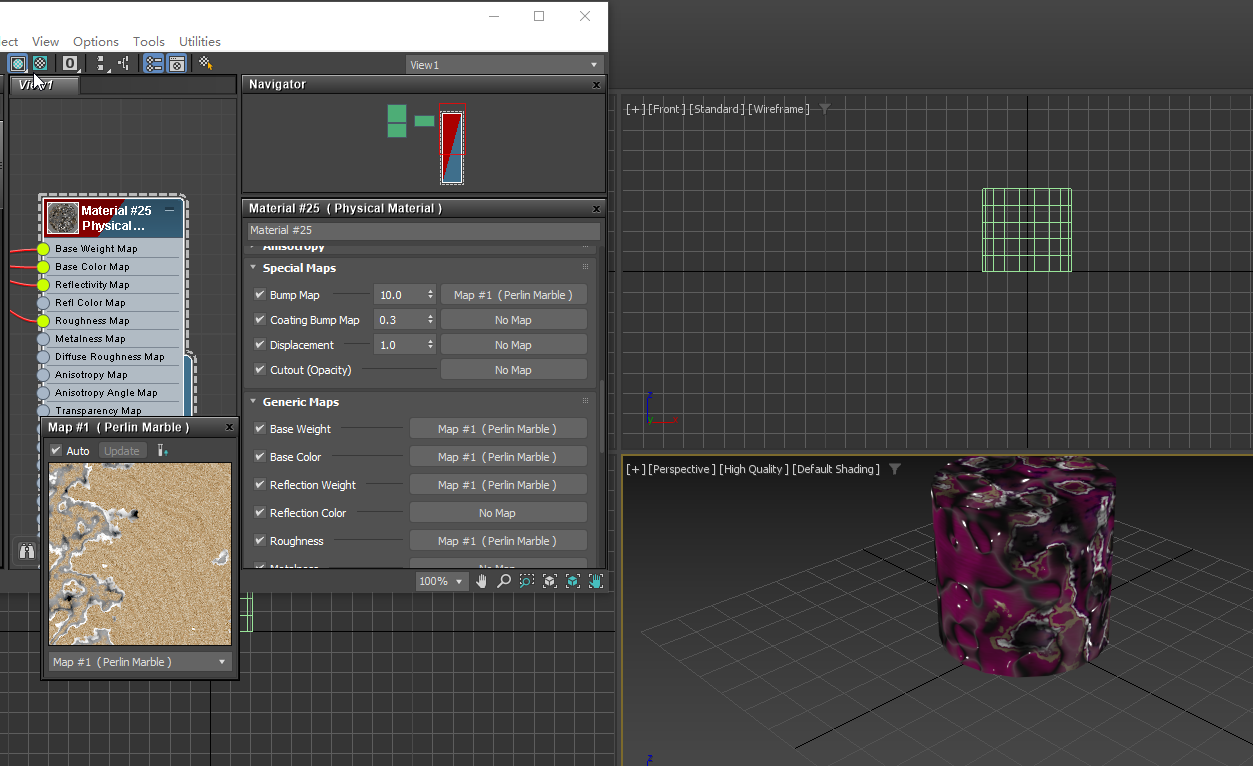 ect View Options Tools Utilities
0
View1
View1
Navigator x
[+] [Front] [Standard] [Wireframe]
Material #25
Physical...
Base Weight Map
Base Color Map
Reflectivity Map
Refl Color Map
Roughness Map
Metalness Map
Diffuse Roughness Map
Anisotropy Map
Anisotropy Angle Map
Transparency Map
Material #25 ( Physical Material ) x
Material #25
Anisotropy
Special Maps
Bump Map 10.0 Map #1 (Perlin Marble )
Coating Bump Map 0.3 No Map
Displacement 1.0 No Map
Cutout (Opacity) No Map
Generic Maps
Base Weight Map #1 (Perlin Marble )
Base Color Map #1 (Perlin Marble )
Reflection Weight Map #1 (Perlin Marble )
Reflection Color No Map
Roughness Map #1 (Perlin Marble )
Metalness No Map
100%
Map #1 ( Perlin Marble ) x
Auto Update
Map #1 (Perlin Marble )
z
y x
[+] [Perspective] [High Quality] [Default Shading]
z